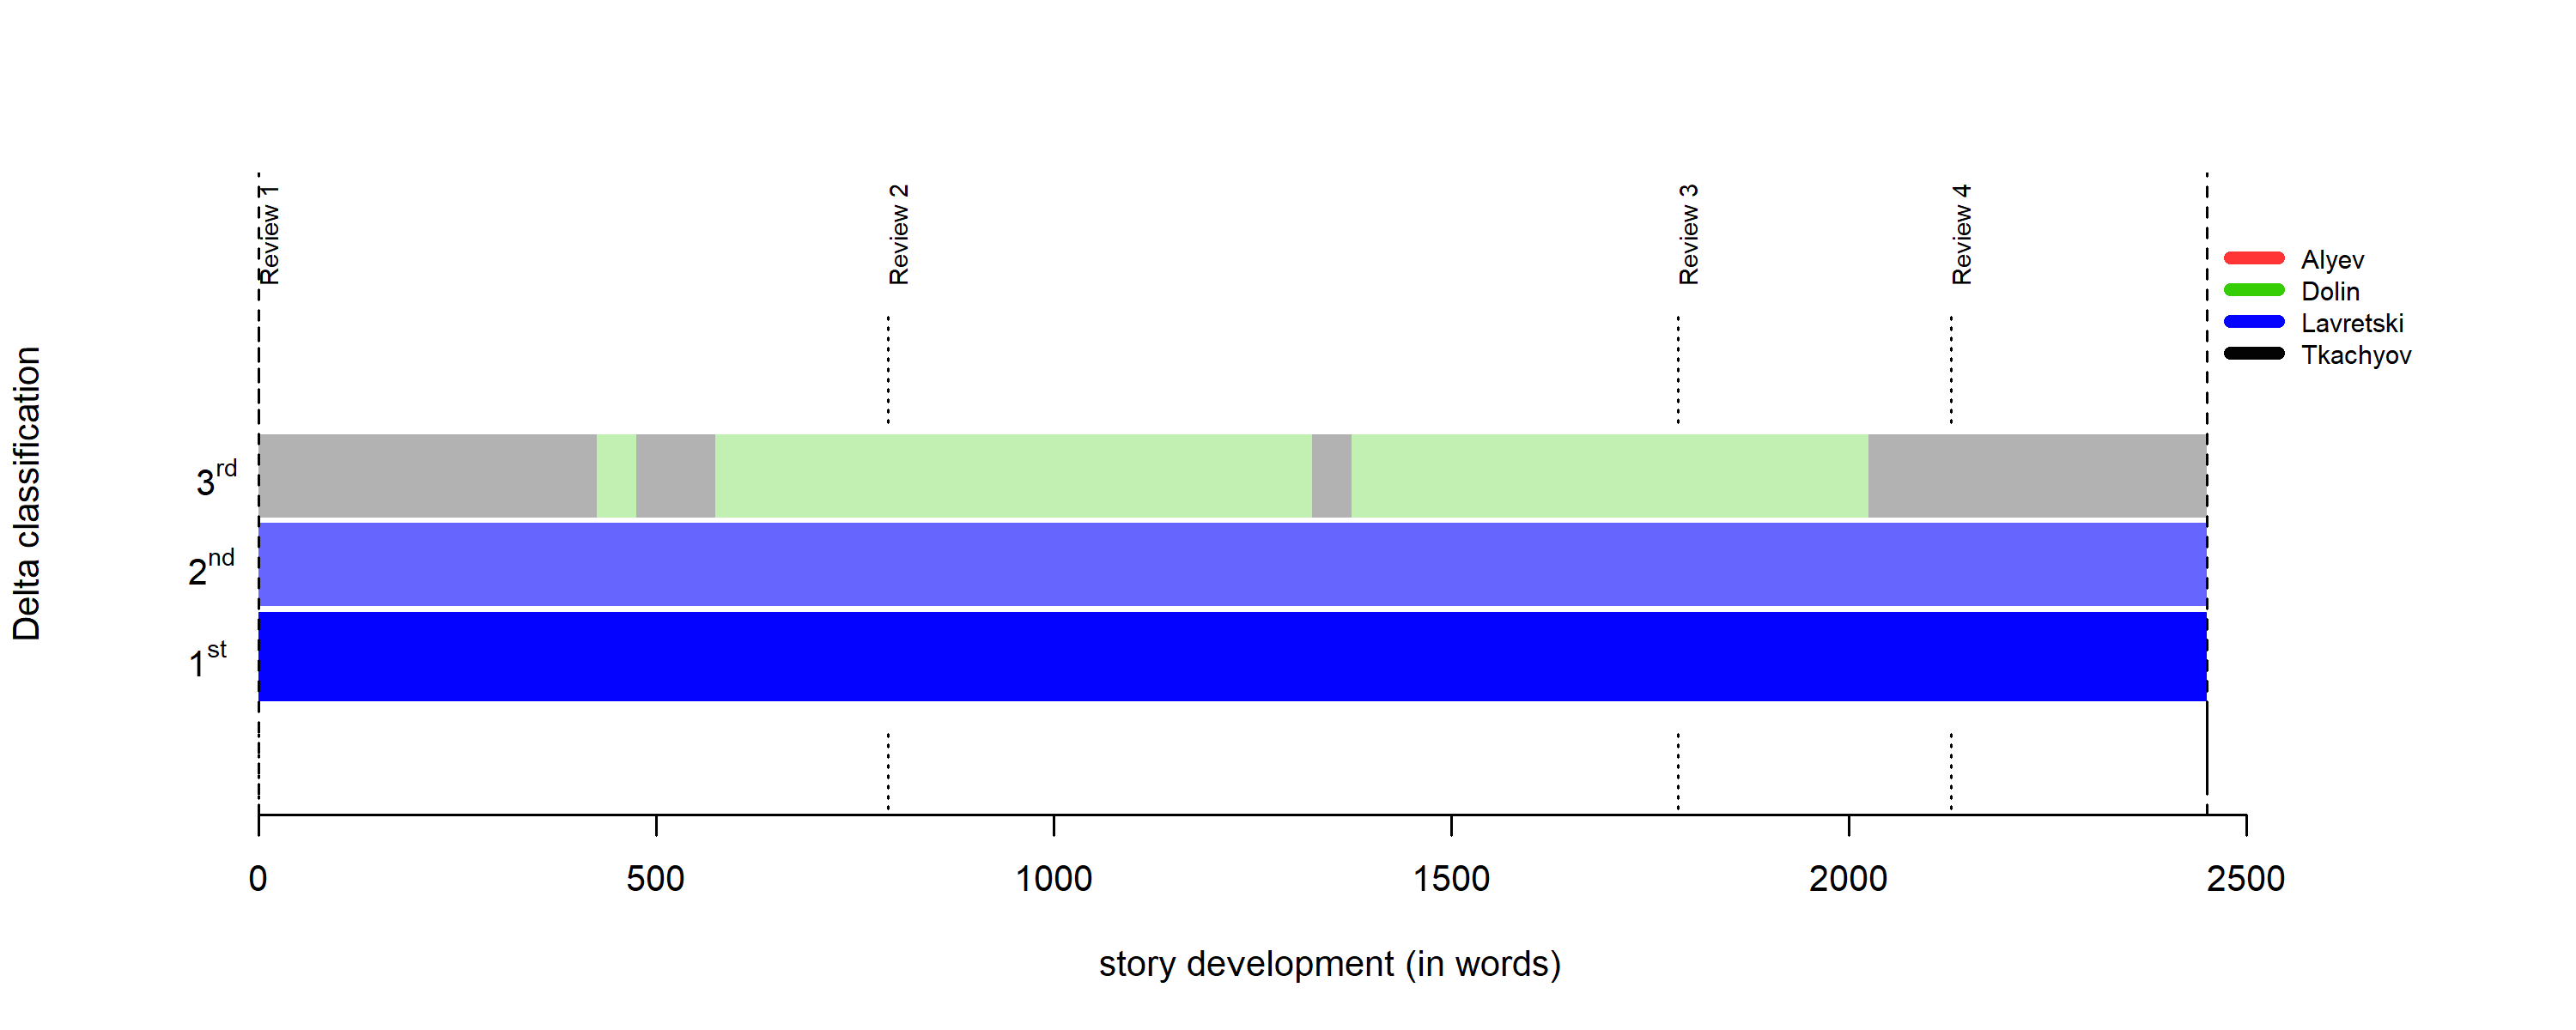 Review 1
Review 2
Review 3
Review 4
Alyev
Dolin
Lavretski
Tkachyov
Delta classification
3rd
2nd
1st
0 500 1000 1500 2000 2500
story development (in words)